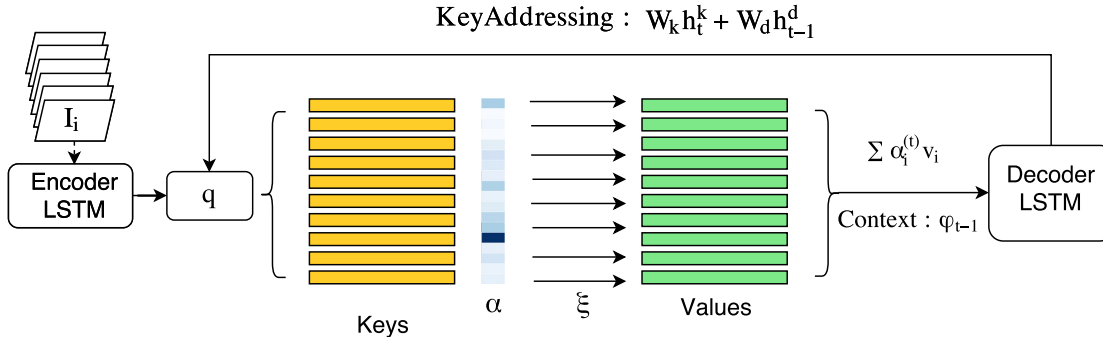 KeyAddressing : W_k h_t^k + W_d h_{t-1}^d
I_i
Encoder
LSTM
q
Σ α_i^{(t)} v_i
Context : φ_{t-1}
Decoder
LSTM
Keys
α
ξ
Values